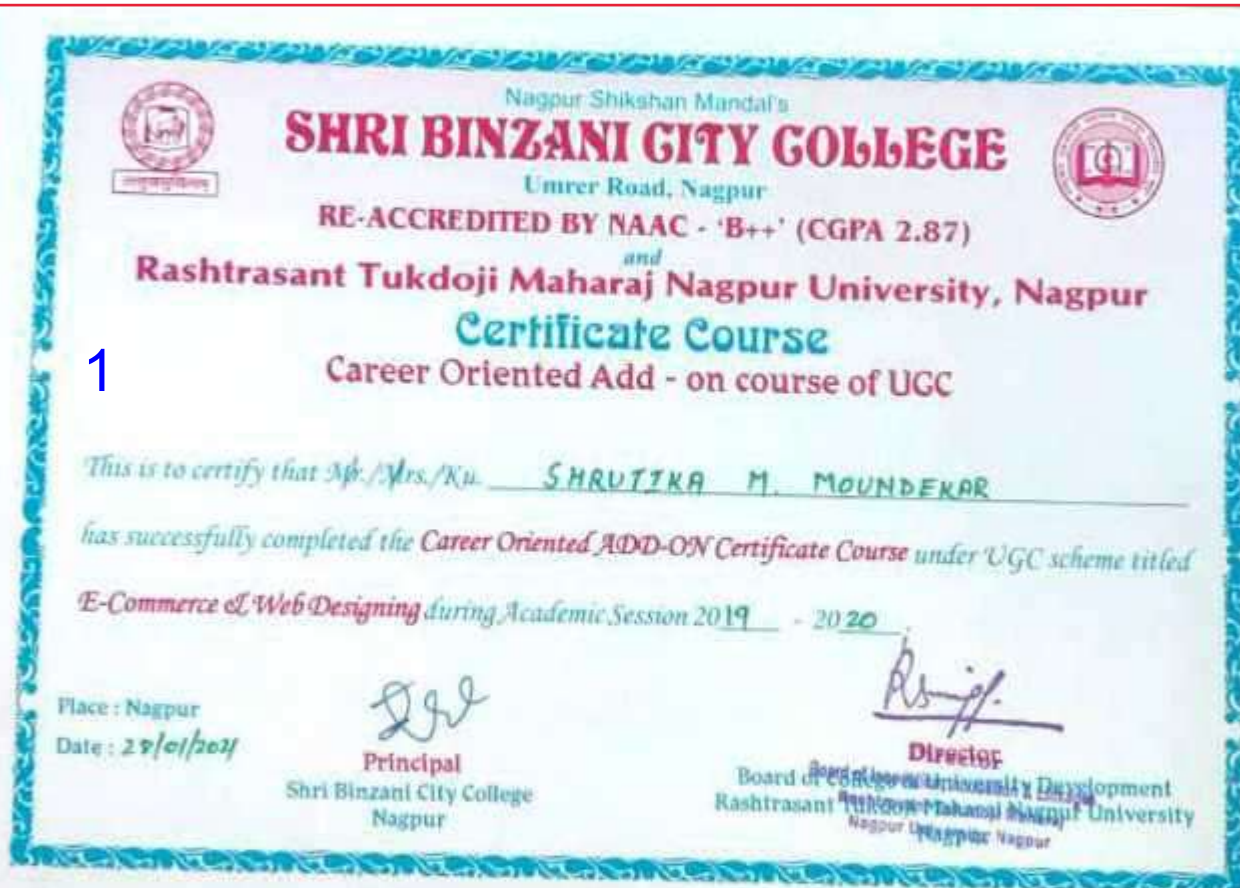 Nagpur Shikshan Mandal's
SHRI BINZANI CITY COLLEGE
Umrer Road, Nagpur
RE-ACCREDITED BY NAAC - 'B++' (CGPA 2.87)
and
Rashtrasant Tukdoji Maharaj Nagpur University, Nagpur
Certificate Course
1
Career Oriented Add - on course of UGC
This is to certify that Mr./Mrs./Ku. SHRUTIKA M. MOUNDEKAR
has successfully completed the Career Oriented ADD-ON Certificate Course under UGC scheme titled
E-Commerce & Web Designing during Academic Session 2019 - 2020.
Place : Nagpur
Date : 28/01/2021
Principal
Shri Binzani City College
Nagpur
Director
Board of College & University Development
Rashtrasant Tukdoji Maharaj Nagpur University
Nagpur